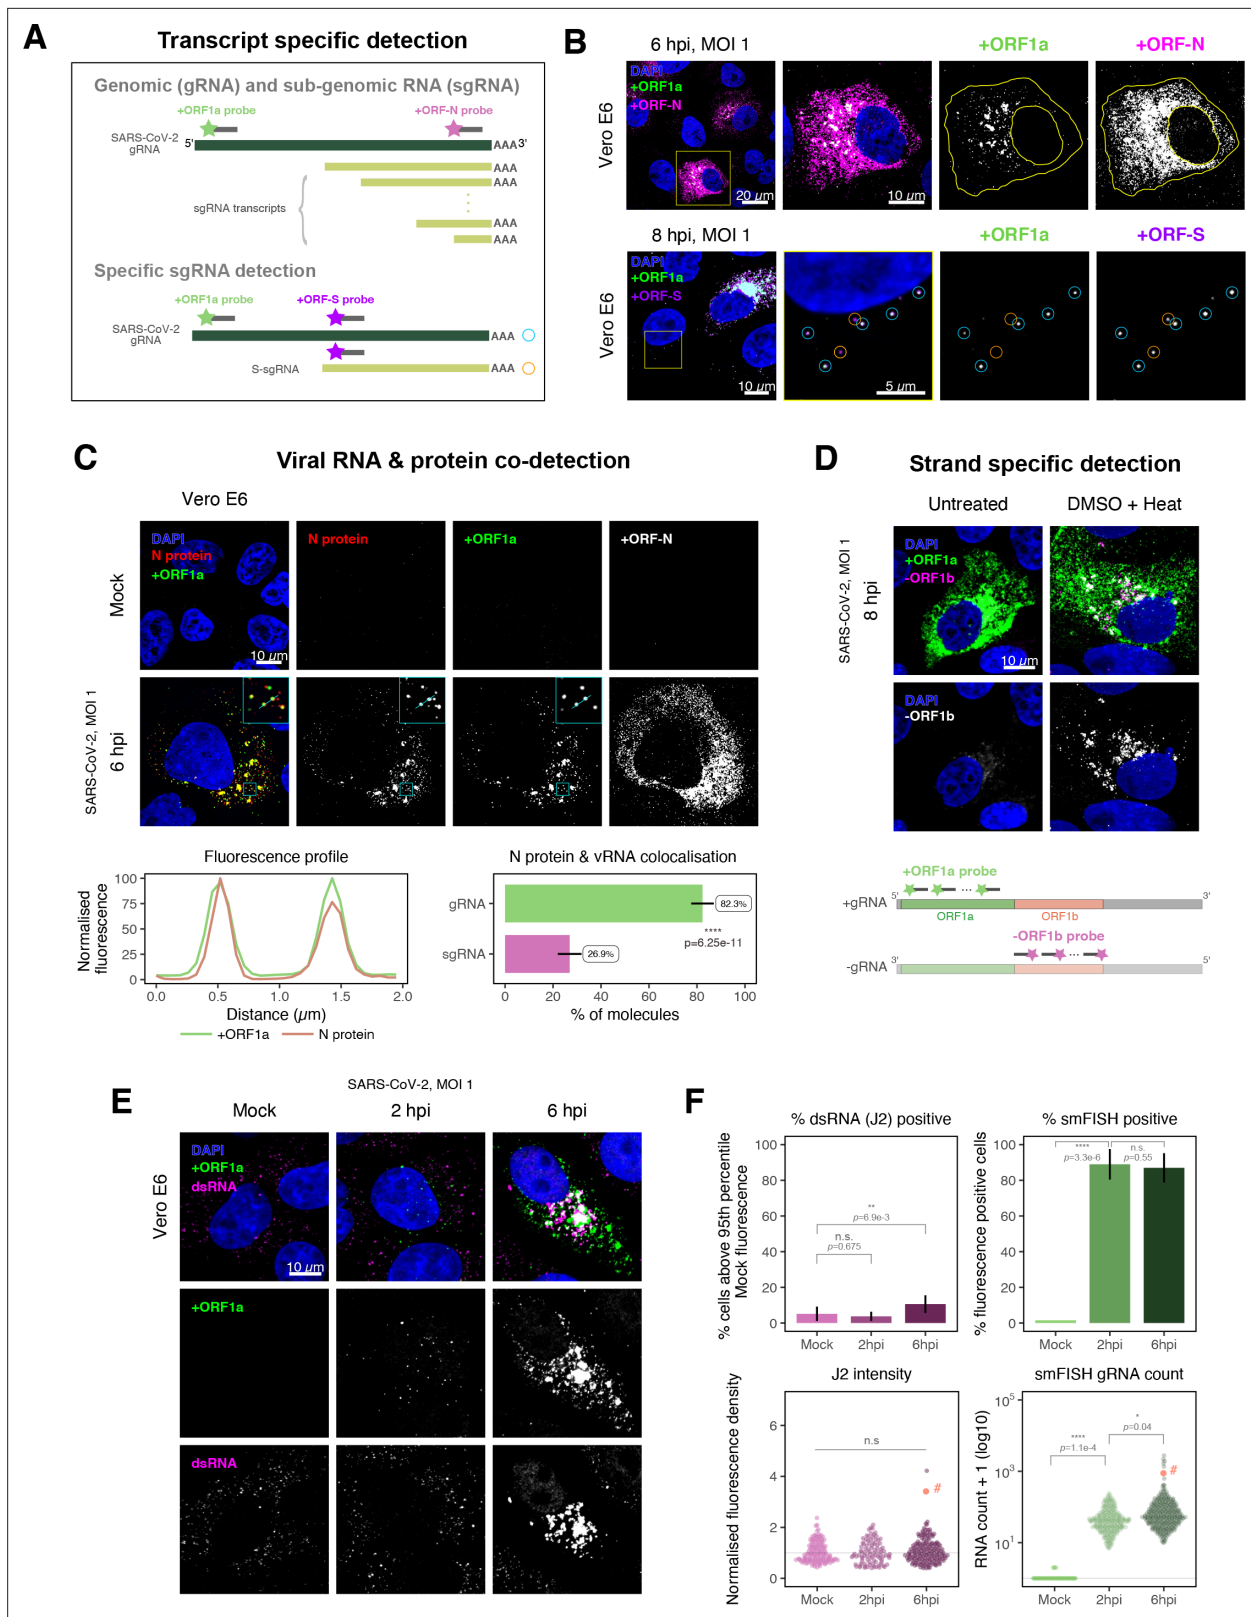 A
Transcript specific detection
Genomic (gRNA) and sub-genomic RNA (sgRNA)
+ORF1a probe
+ORF-N probe
SARS-CoV-2
gRNA
5'
AAA
3'
AAA
AAA
sgRNA transcripts
AAA
AAA
Specific sgRNA detection
+ORF1a probe
+ORF-S probe
SARS-CoV-2
gRNA
AAA
S-sgRNA
AAA
B
6 hpi, MOI 1
+ORF1a
+ORF-N
Vero E6
DAPI
+ORF1a
+ORF-N
20 µm
10 µm
8 hpi, MOI 1
+ORF1a
+ORF-S
Vero E6
DAPI
+ORF1a
+ORF-S
10 µm
5 µm
C
Viral RNA & protein co-detection
Vero E6
Mock
DAPI
N protein
+ORF1a
10 µm
N protein
+ORF1a
+ORF-N
SARS-CoV-2, MOI 1
6 hpi
Fluorescence profile
Normalised
fluorescence
100
75
50
25
0
0.0
0.5
1.0
1.5
2.0
Distance (µm)
+ORF1a
N protein
N protein & vRNA colocalisation
gRNA
82.3%
****
p=6.25e-11
sgRNA
26.9%
0
20
40
60
80
100
% of molecules
D
Strand specific detection
Untreated
DMSO + Heat
SARS-CoV-2, MOI 1
8 hpi
DAPI
+ORF1a
-ORF1b
10 µm
DAPI
-ORF1b
+ORF1a probe
...
5'
3'
+gRNA
ORF1a
ORF1b
-ORF1b probe
...
3'
5'
-gRNA
E
SARS-CoV-2, MOI 1
Mock
2 hpi
6 hpi
Vero E6
DAPI
+ORF1a
dsRNA
10 µm
+ORF1a
dsRNA
F
% dsRNA (J2) positive
% cells above 95th percentile
Mock fluorescence
100
80
60
40
20
0
**
p=6.9e-3
n.s.
p=0.675
Mock
2hpi
6hpi
% smFISH positive
% fluorescence positive cells
100
80
60
40
20
0
****
p=3.3e-6
n.s.
p=0.55
Mock
2hpi
6hpi
J2 intensity
Normalised fluorescence density
6
4
2
0
n.s
#
Mock
2hpi
6hpi
smFISH gRNA count
RNA count + 1 (log10)
10⁵
10³
10¹
****
p=1.1e-4
*
p=0.04
#
Mock
2hpi
6hpi